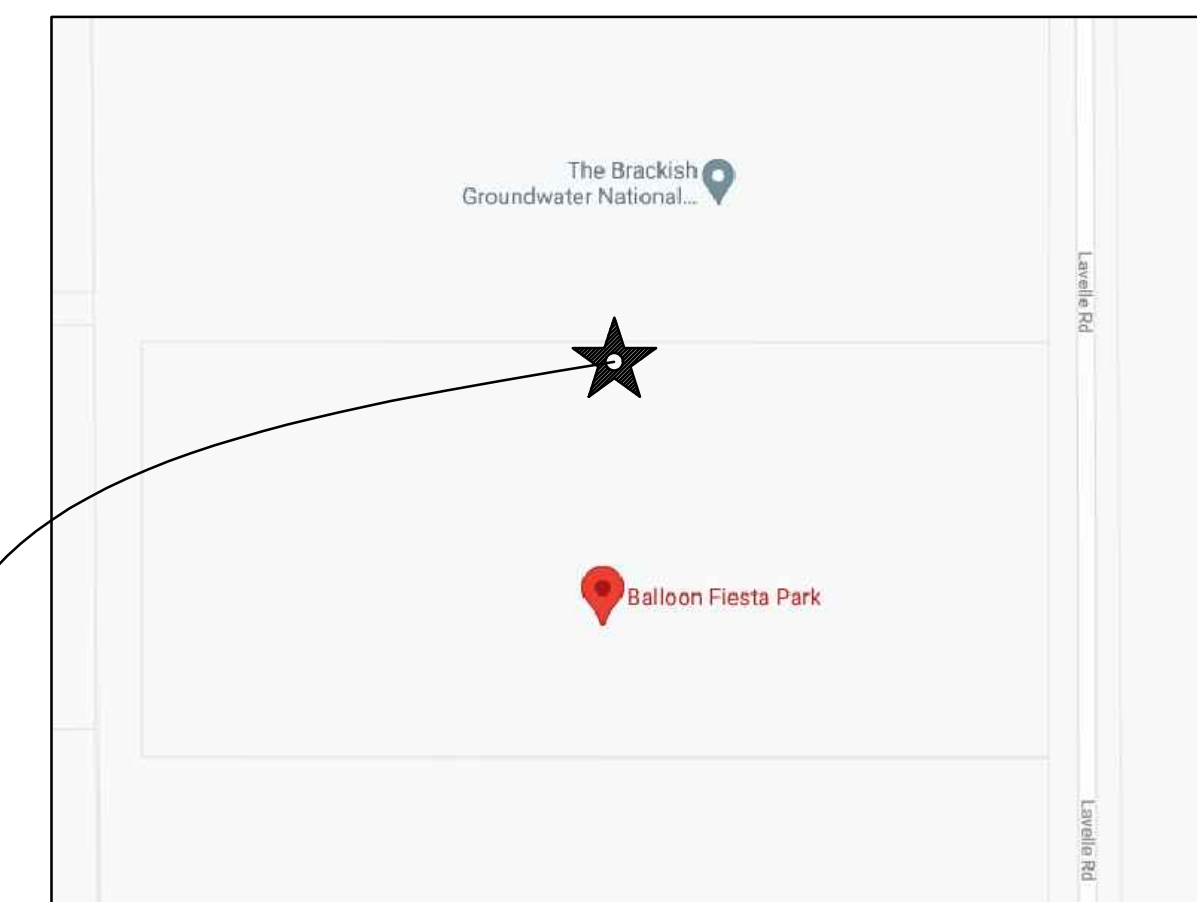 The Brackish
Groundwater National...
Lavelle Rd
Balloon Fiesta Park
Lavelle Rd